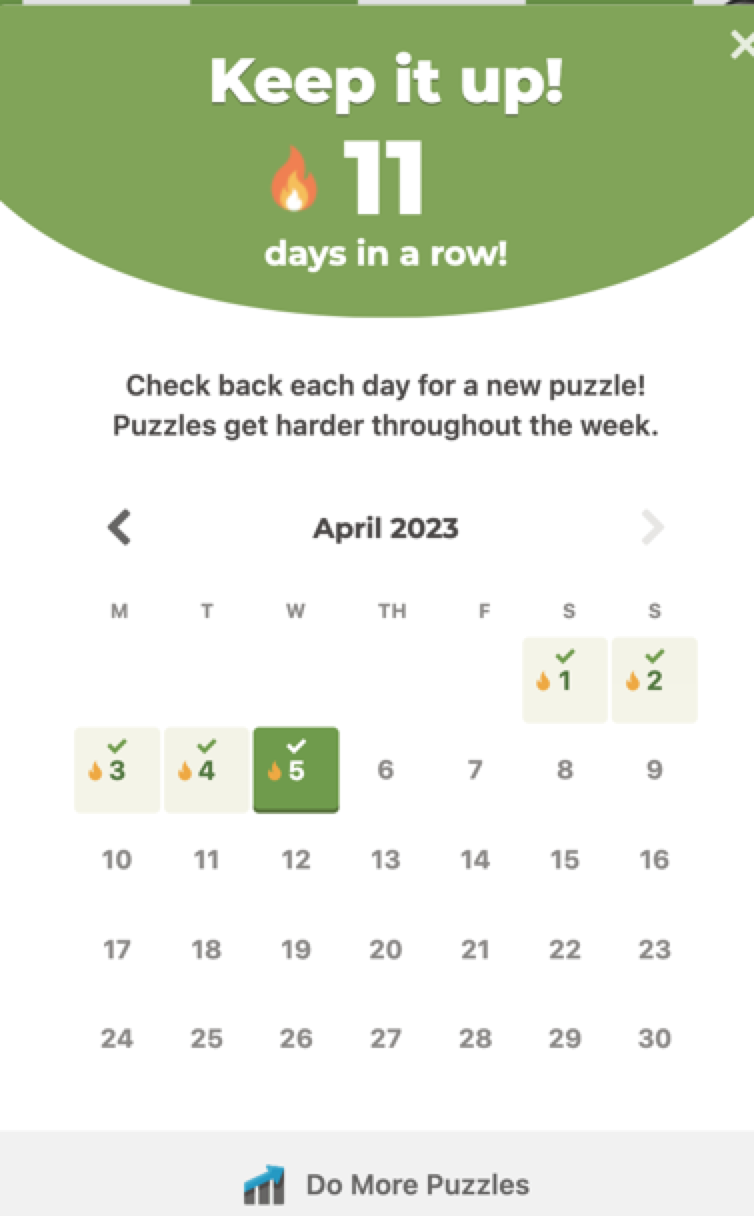 Keep it up!
11
days in a row!
Check back each day for a new puzzle!
Puzzles get harder throughout the week.
April 2023
M T W TH F S S
1 2
3 4 5 6 7 8 9
10 11 12 13 14 15 16
17 18 19 20 21 22 23
24 25 26 27 28 29 30
Do More Puzzles